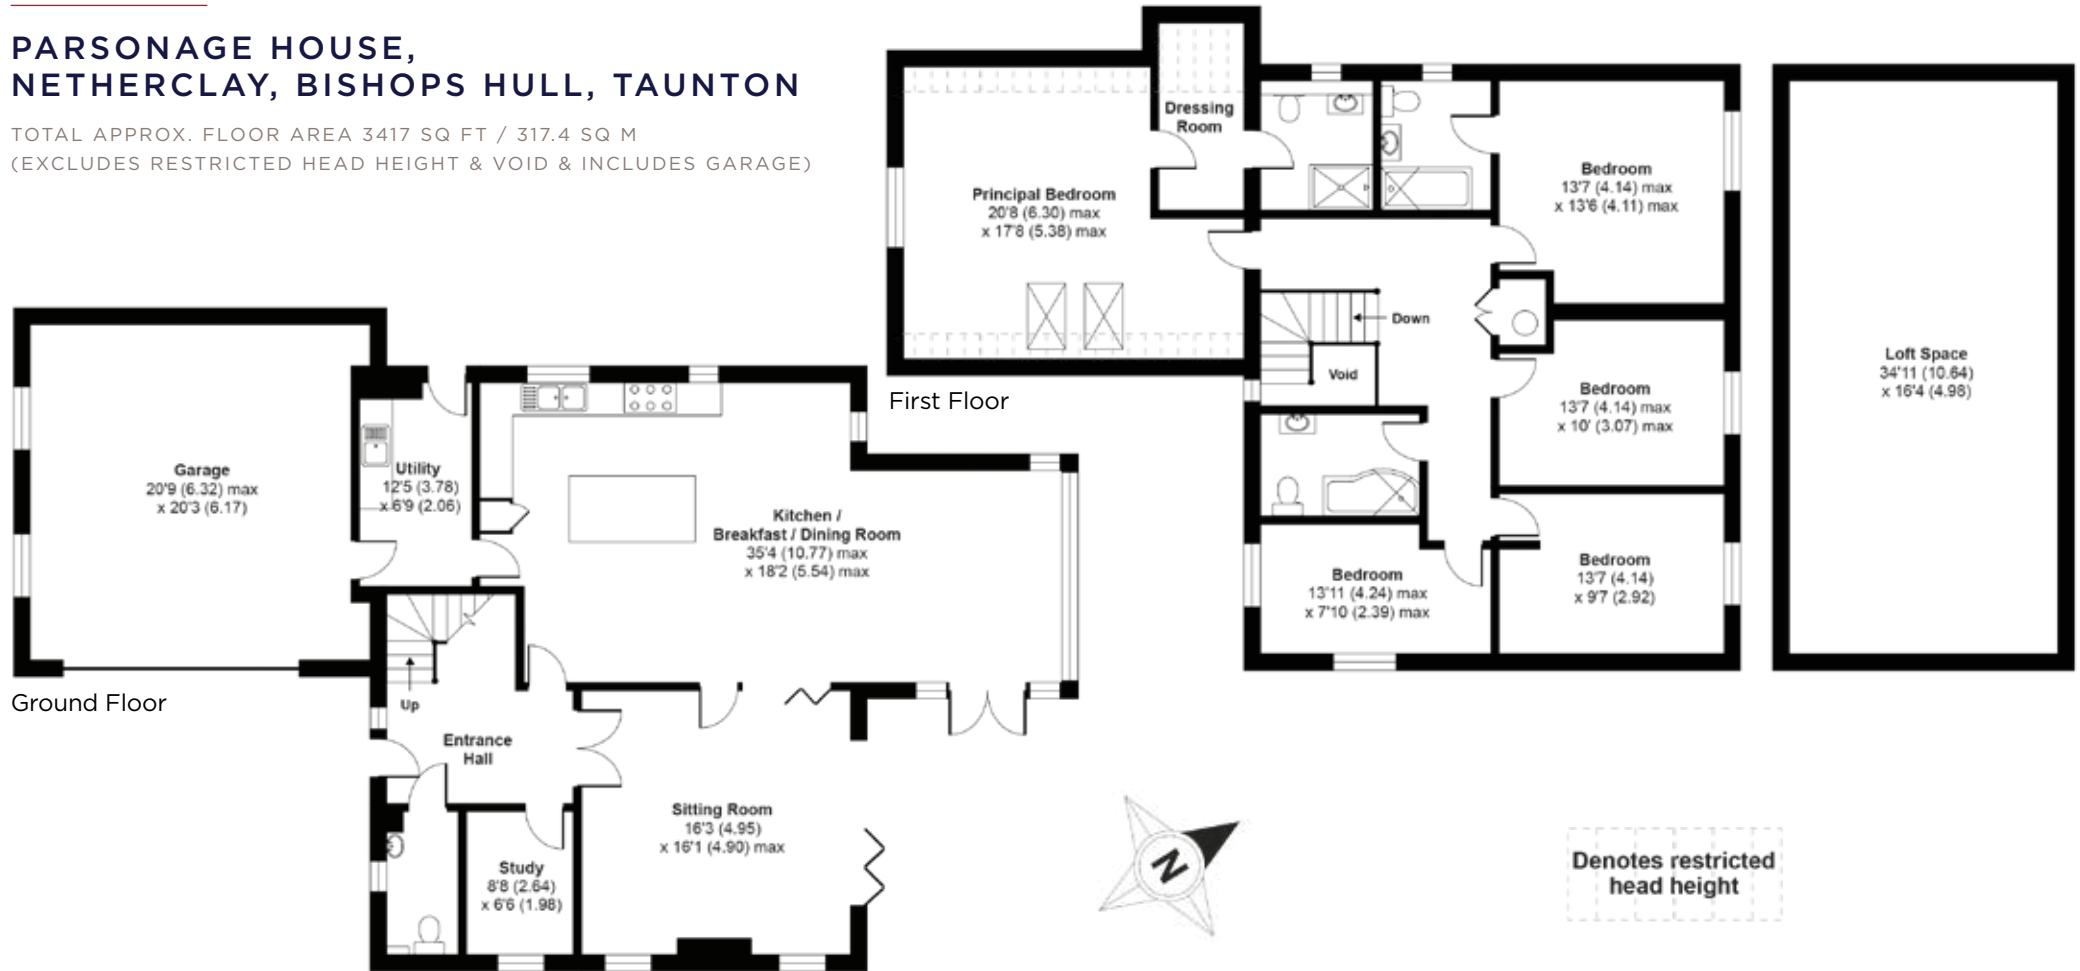 PARSONAGE HOUSE,
NETHERCLAY, BISHOPS HULL, TAUNTON
TOTAL APPROX. FLOOR AREA 3417 SQ FT / 317.4 SQ M
(EXCLUDES RESTRICTED HEAD HEIGHT & VOID & INCLUDES GARAGE)
Garage
20'9 (6.32) max
x 20'3 (6.17)
Utility
12'5 (3.78)
x 6'9 (2.06)
Kitchen /
Breakfast / Dining Room
35'4 (10.77) max
x 18'2 (5.54) max
Up
Entrance
Hall
Sitting Room
16'3 (4.95)
x 16'1 (4.90) max
Study
8'8 (2.64)
x 6'6 (1.98)
Ground Floor
Dressing
Room
Principal Bedroom
20'8 (6.30) max
x 17'8 (5.38) max
Bedroom
13'7 (4.14) max
x 13'6 (4.11) max
Down
Void
Bedroom
13'7 (4.14) max
x 10' (3.07) max
Bedroom
13'11 (4.24) max
x 7'10 (2.39) max
Bedroom
13'7 (4.14)
x 9'7 (2.92)
First Floor
Loft Space
34'11 (10.64)
x 16'4 (4.98)
N
Denotes restricted
head height